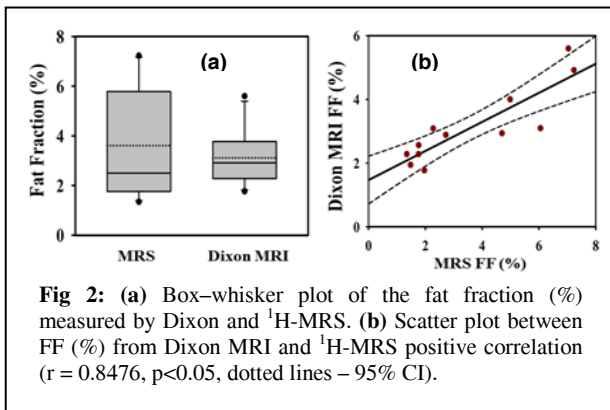 (a)
(b)
Fat Fraction (%)
8
6
4
2
0
MRS
Dixon MRI
Dixon MRI FF (%)
6
4
2
0
0
2
4
6
8
MRS FF (%)
Fig 2: (a) Box–whisker plot of the fat fraction (%)
measured by Dixon and ¹H-MRS. (b) Scatter plot between
FF (%) from Dixon MRI and ¹H-MRS positive correlation
(r = 0.8476, p<0.05, dotted lines – 95% CI).